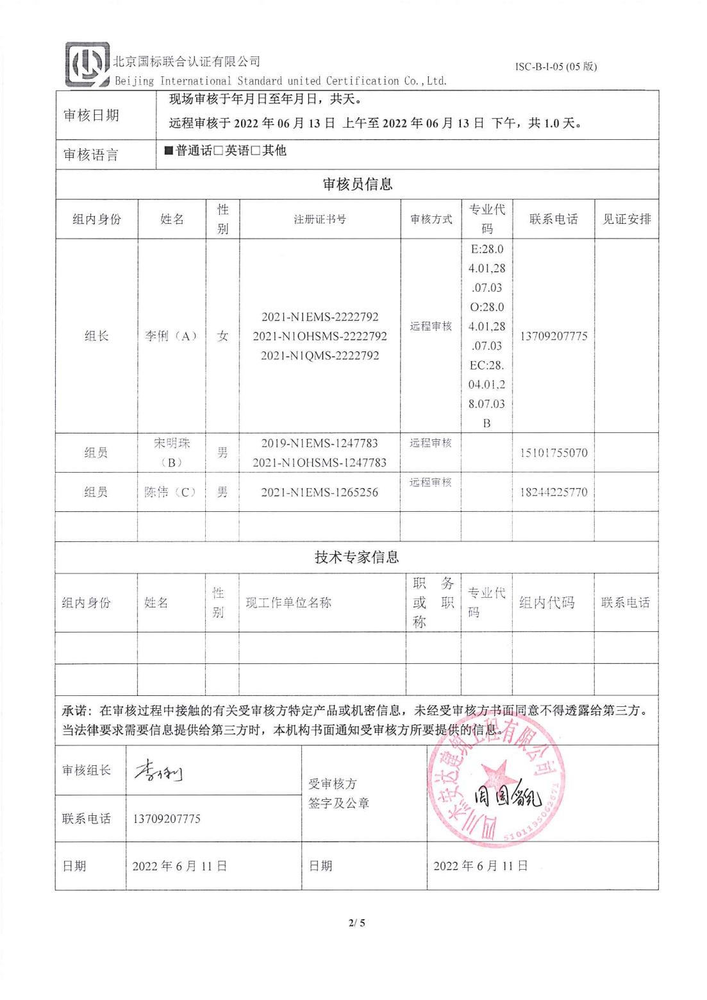 北京国标联合认证有限公司
ISC-B-I-05 (05 版)
Beijing International Standard united Certification Co.,Ltd.
审核日期
现场审核于年月日至年月日，共天。
远程审核于 2022 年 06 月 13 日 上午至 2022 年 06 月 13 日 下午，共 1.0 天。
审核语言
■普通话□英语□其他
审核员信息
组内身份
姓名
性
别
注册证书号
审核方式
专业代
码
联系电话
见证安排
组长
李俐（A）
女
2021-N1EMS-2222792
2021-N1OHSMS-2222792
2021-N1QMS-2222792
远程审核
E:28.0
4.01,28
.07.03
O:28.0
4.01,28
.07.03
EC:28.
04.01,2
8.07.03
B
13709207775
组员
宋明珠
（B）
男
2019-N1EMS-1247783
2021-N1OHSMS-1247783
远程审核
15101755070
组员
陈伟（C）
男
2021-N1EMS-1265256
远程审核
18244225770
技术专家信息
组内身份
姓名
性
别
现工作单位名称
职 务
或 职
称
专业代
码
组内代码
联系电话
承诺：在审核过程中接触的有关受审核方特定产品或机密信息，未经受审核方书面同意不得透露给第三方。
当法律要求需要信息提供给第三方时，本机构书面通知受审核方所要提供的信息。
审核组长
李俐
受审核方
签字及公章
四川永安达建筑工程有限公司
5101135062671
联系电话
13709207775
日期
2022 年 6 月 11 日
日期
2022 年 6 月 11 日
2/ 5